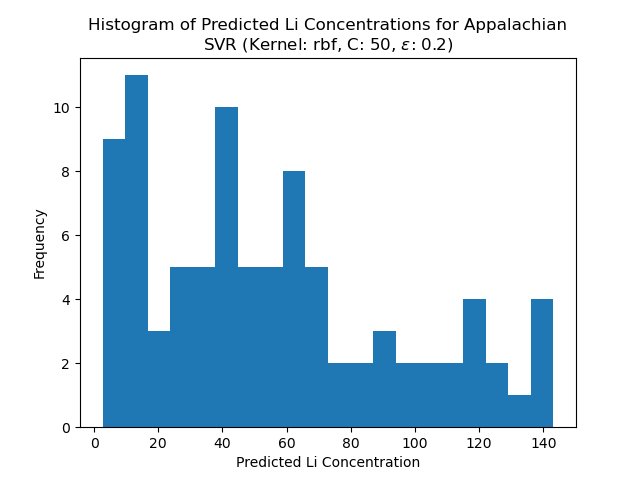 Histogram of Predicted Li Concentrations for Appalachian
SVR (Kernel: rbf, C: 50, ε: 0.2)
10
8
6
4
2
0
Frequency
0 20 40 60 80 100 120 140
Predicted Li Concentration